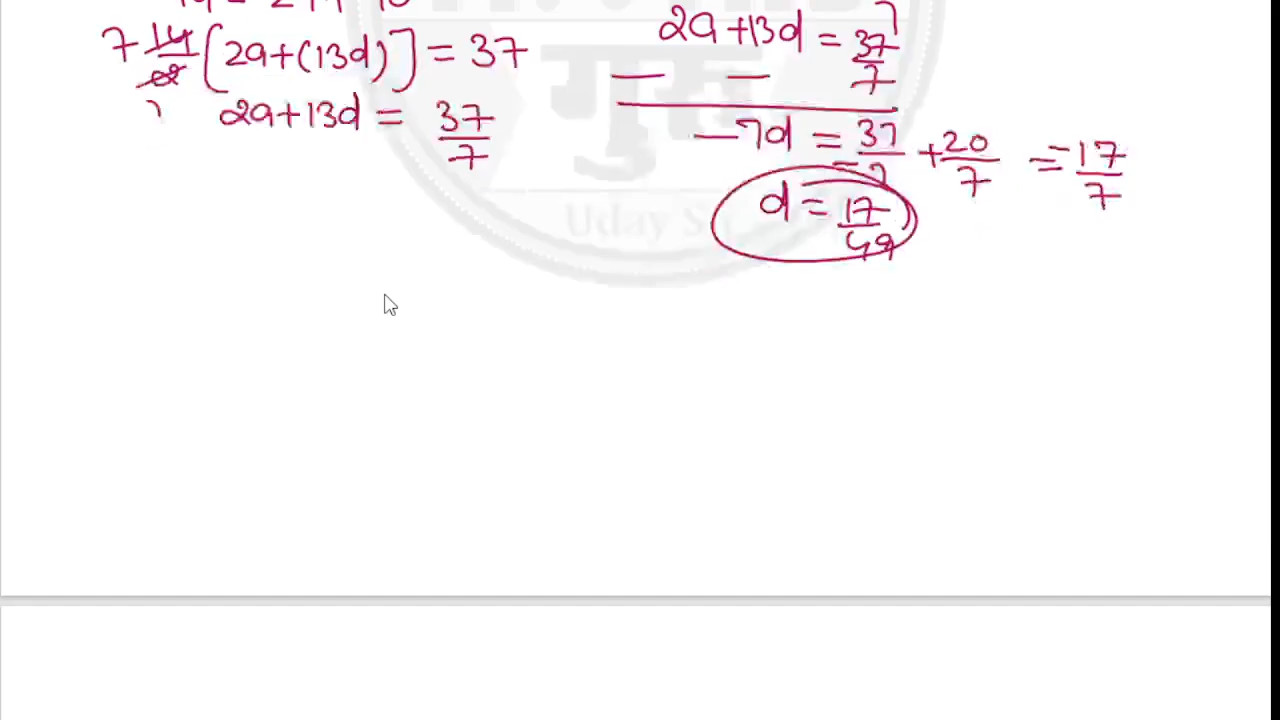 7 14/2 [2a+(13d)] = 37
2a+13d = 37/7
2a+13d = 37/7
— —
-7d = -37/7 + 20/7 = -17/7
d = 17/49
गुरु
Uday S